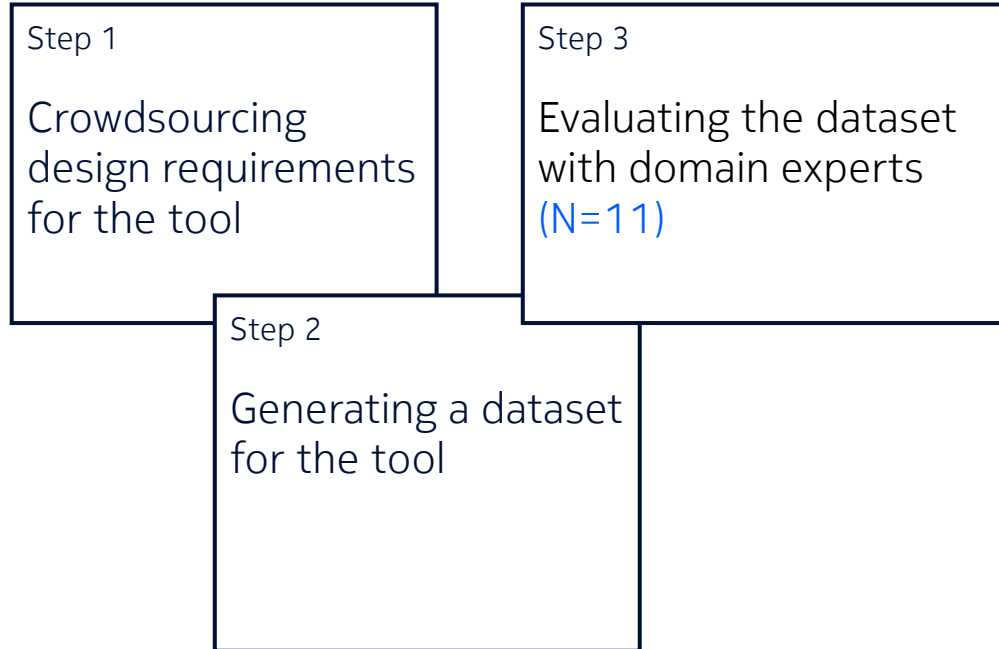 Step 1
Crowdsourcing
design requirements
for the tool
Step 2
Generating a dataset
for the tool
Step 3
Evaluating the dataset
with domain experts
(N=11)